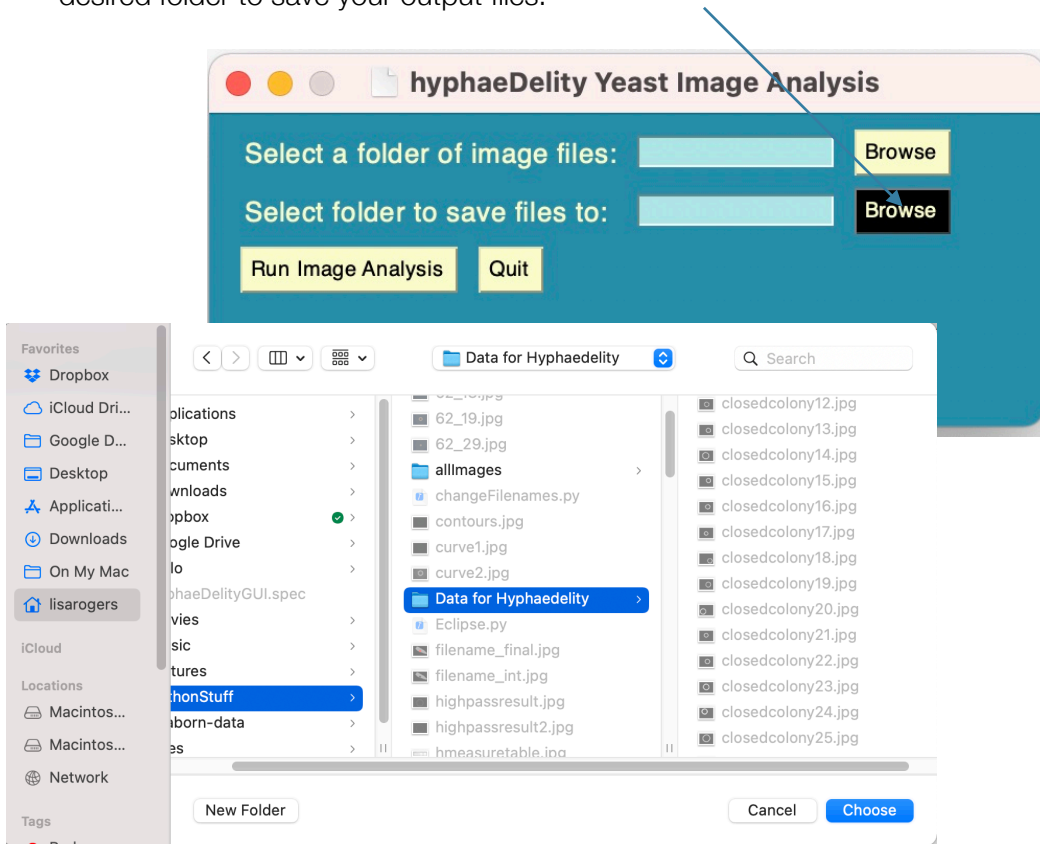 desired folder to save your output files.
hyphaeDelity Yeast Image Analysis
Select a folder of image files:
Browse
Select folder to save files to:
Browse
Run Image Analysis
Quit
Favorites
Dropbox
iCloud Dri...
Google D...
Desktop
Applicati...
Downloads
On My Mac
lisarogers
iCloud
Locations
Macintos...
Macintos...
Network
Tags
Data for Hyphaedelity
Search
plications
sktop
cuments
wnloads
opbox
ogle Drive
llo
phaeDelityGUI.spec
vies
sic
tures
thonStuff
aborn-data
es
62_19.jpg
62_29.jpg
allImages
changeFilenames.py
contours.jpg
curve1.jpg
curve2.jpg
Data for Hyphaedelity
Eclipse.py
filename_final.jpg
filename_int.jpg
highpassresult.jpg
highpassresult2.jpg
hmeasuretable.jpg
closedcolony12.jpg
closedcolony13.jpg
closedcolony14.jpg
closedcolony15.jpg
closedcolony16.jpg
closedcolony17.jpg
closedcolony18.jpg
closedcolony19.jpg
closedcolony20.jpg
closedcolony21.jpg
closedcolony22.jpg
closedcolony23.jpg
closedcolony24.jpg
closedcolony25.jpg
New Folder
Cancel
Choose